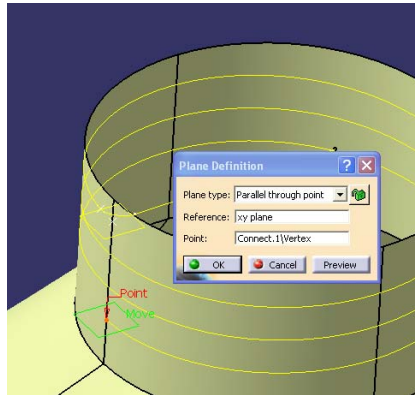 Plane Definition
Plane type: Parallel through point
Reference: xy plane
Point: Connect.1\Vertex
OK Cancel Preview
Point
Move